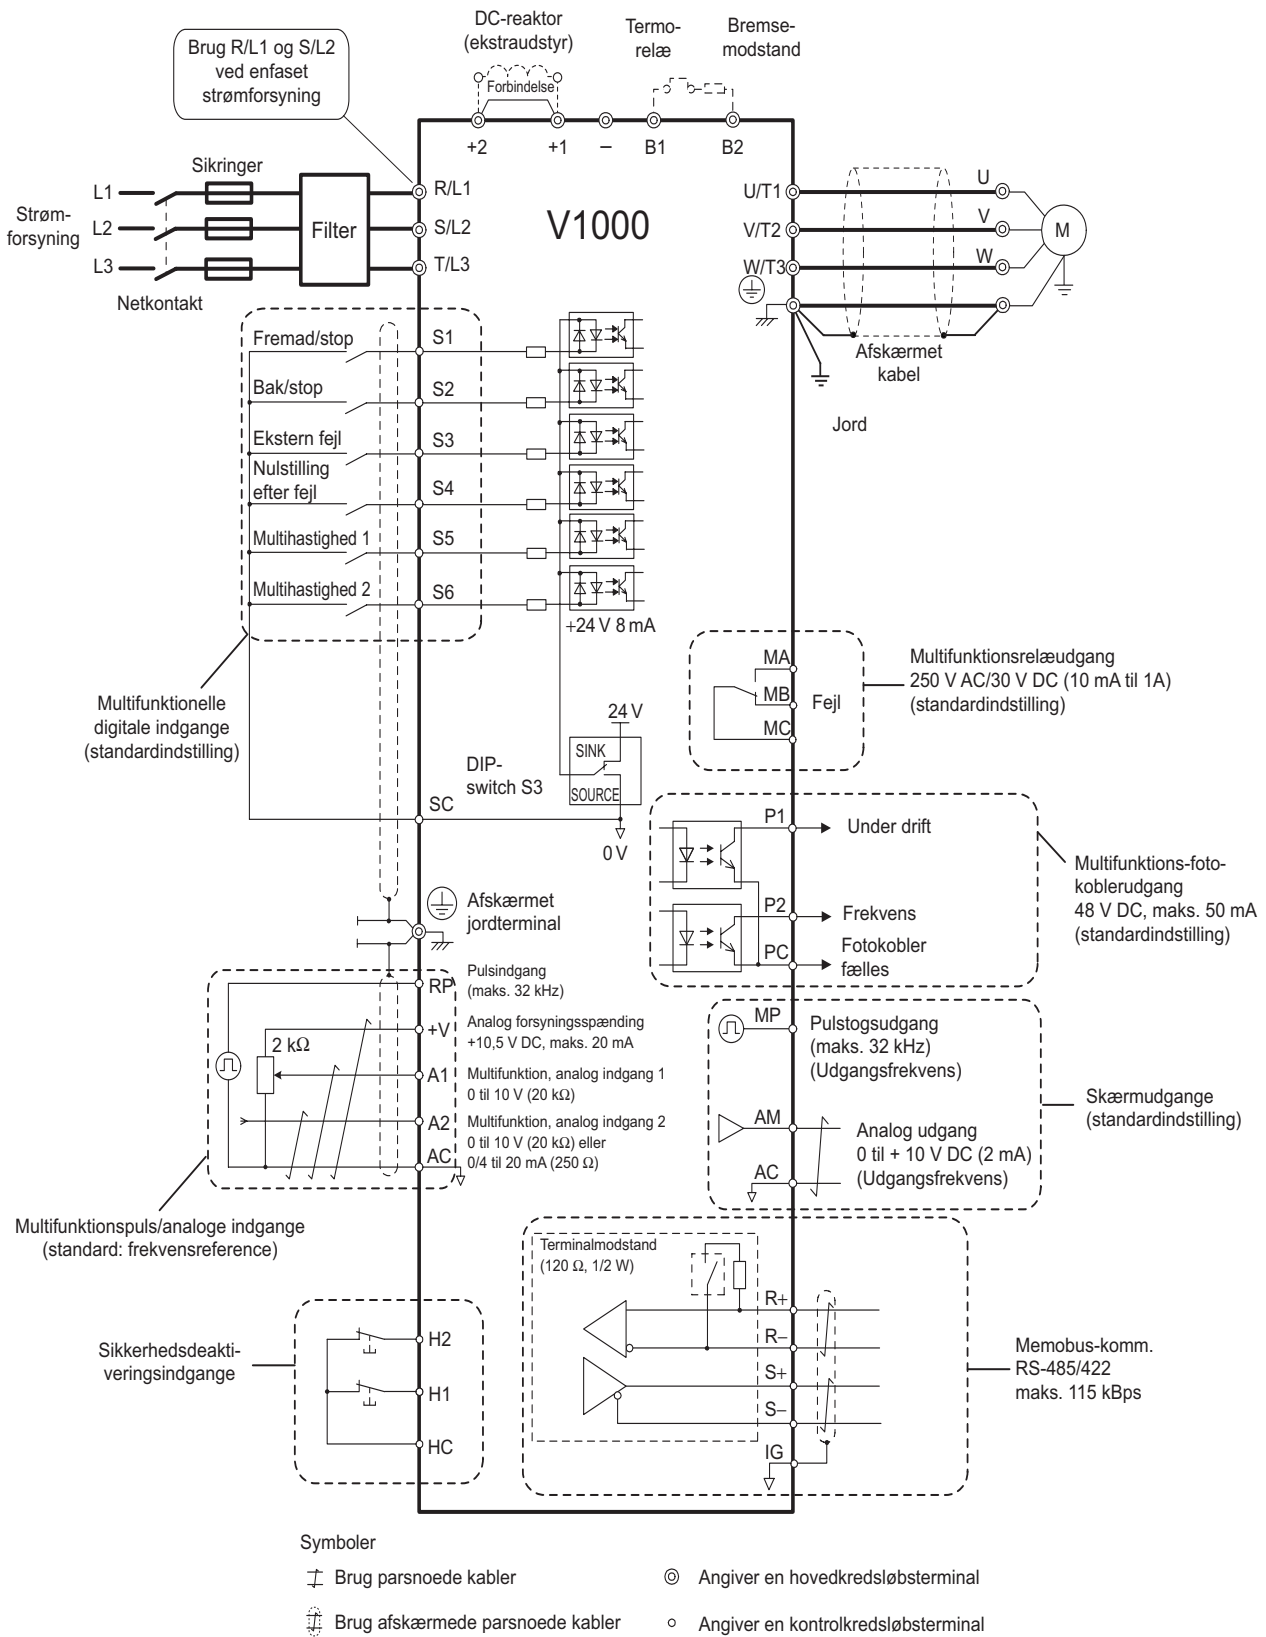 DC-reaktor
(ekstraudstyr)
Termo-
relæ
Bremse-
modstand
Brug R/L1 og S/L2
ved enfaset
strømforsyning
Forbindelse
+2
+1
–
B1
B2
Sikringer
Strøm-
forsyning
L1
L2
L3
Netkontakt
Filter
R/L1
S/L2
T/L3
V1000
U/T1
V/T2
W/T3
U
V
W
M
Afskærmet
kabel
Jord
Fremad/stop
S1
Bak/stop
S2
Ekstern fejl
S3
Nulstilling
efter fejl
S4
Multihastighed 1
S5
Multihastighed 2
S6
+24 V 8 mA
Multifunktionelle
digitale indgange
(standardindstilling)
24 V
DIP-
switch S3
SINK
SOURCE
SC
0 V
MA
MB
MC
Fejl
Multifunktionsrelæudgang
250 V AC/30 V DC (10 mA til 1A)
(standardindstilling)
P1
Under drift
P2
Frekvens
PC
Fotokobler
fælles
Multifunktions-foto-
koblerudgang
48 V DC, maks. 50 mA
(standardindstilling)
Afskærmet
jordterminal
RP
Pulsindgang
(maks. 32 kHz)
+V
Analog forsyningsspænding
+10,5 V DC, maks. 20 mA
2 kΩ
A1
Multifunktion, analog indgang 1
0 til 10 V (20 kΩ)
A2
Multifunktion, analog indgang 2
0 til 10 V (20 kΩ) eller
0/4 til 20 mA (250 Ω)
AC
Multifunktionspuls/analoge indgange
(standard: frekvensreference)
MP
Pulstogsudgang
(maks. 32 kHz)
(Udgangsfrekvens)
AM
Analog udgang
0 til + 10 V DC (2 mA)
(Udgangsfrekvens)
AC
Skærmudgange
(standardindstilling)
Terminalmodstand
(120 Ω, 1/2 W)
R+
R–
S+
S–
IG
Memobus-komm.
RS-485/422
maks. 115 kBps
Sikkerhedsdeakti-
veringsindgange
H2
H1
HC
Symboler
Brug parsnoede kabler
Angiver en hovedkredsløbsterminal
Brug afskærmede parsnoede kabler
Angiver en kontrolkredsløbsterminal